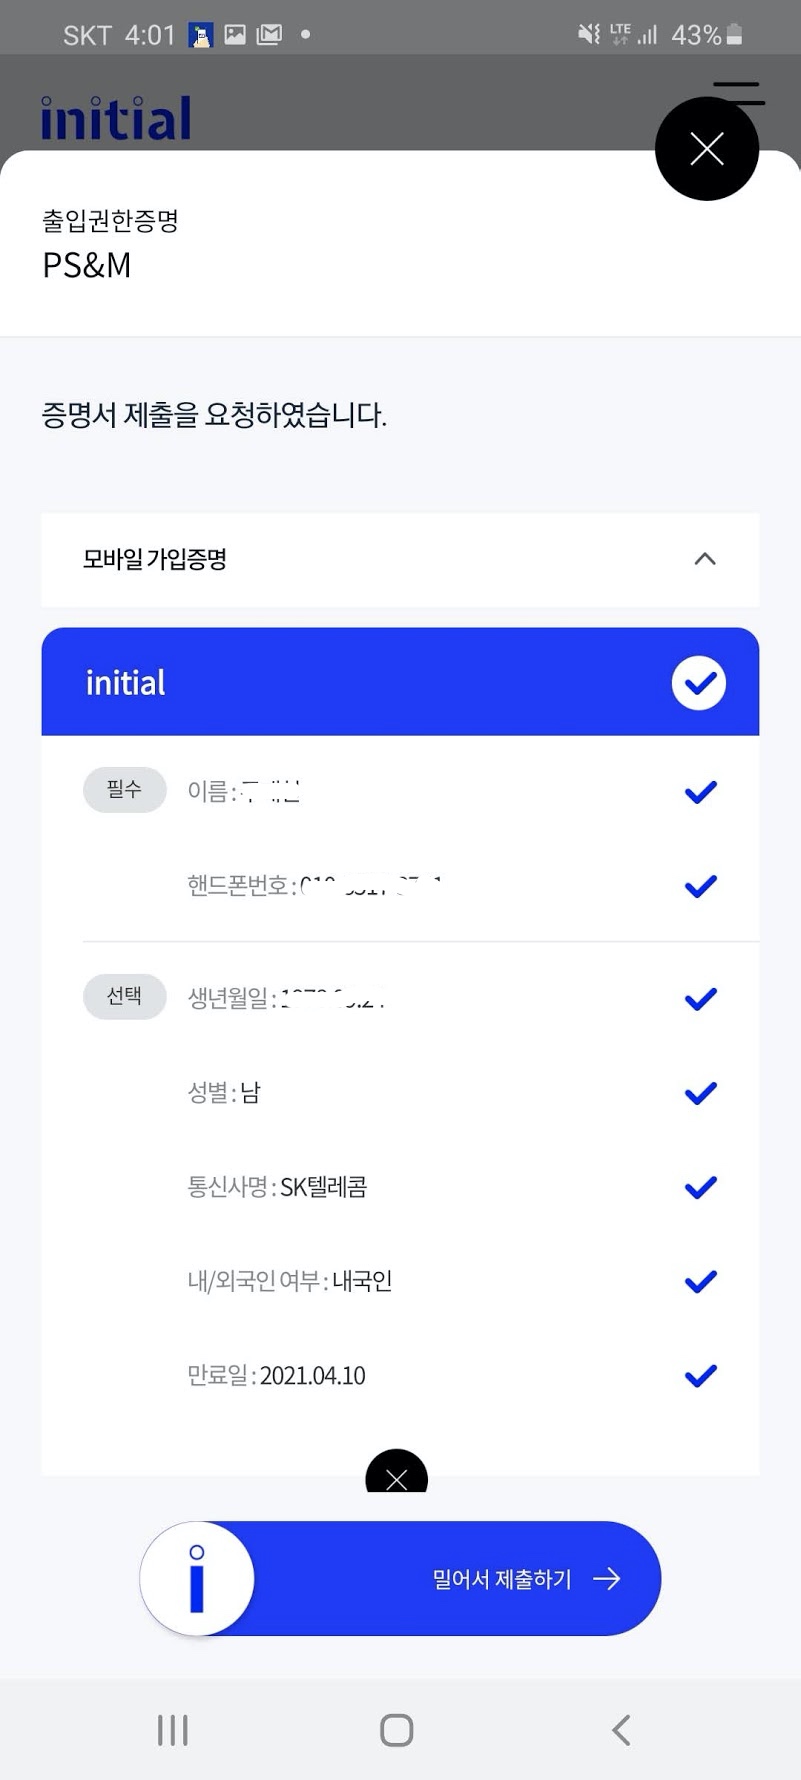 SKT 4:01 LTE 43%
initial
출입권한증명
PS&M
증명서 제출을 요청하였습니다.
모바일 가입증명
initial
필수 이름 :
핸드폰번호 :
선택 생년월일 :
성별 : 남
통신사명 : SK텔레콤
내/외국인 여부 : 내국인
만료일 : 2021.04.10
밀어서 제출하기